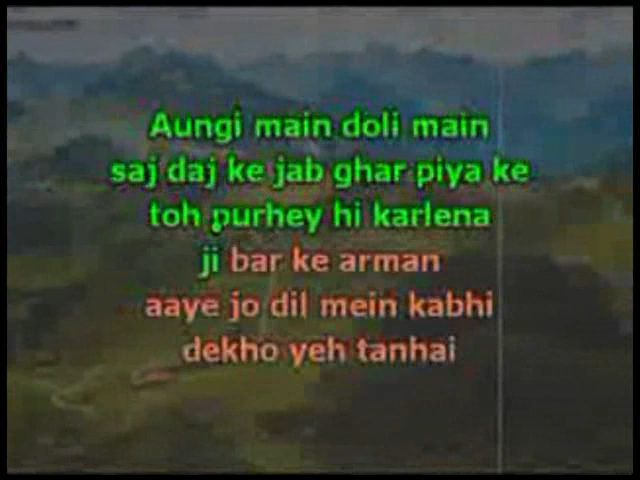 Aungi main doli main
saj daj ke jab ghar piya ke
toh purhey hi karlena
ji bar ke arman
aaye jo dil mein kabhi
dekho yeh tanhai